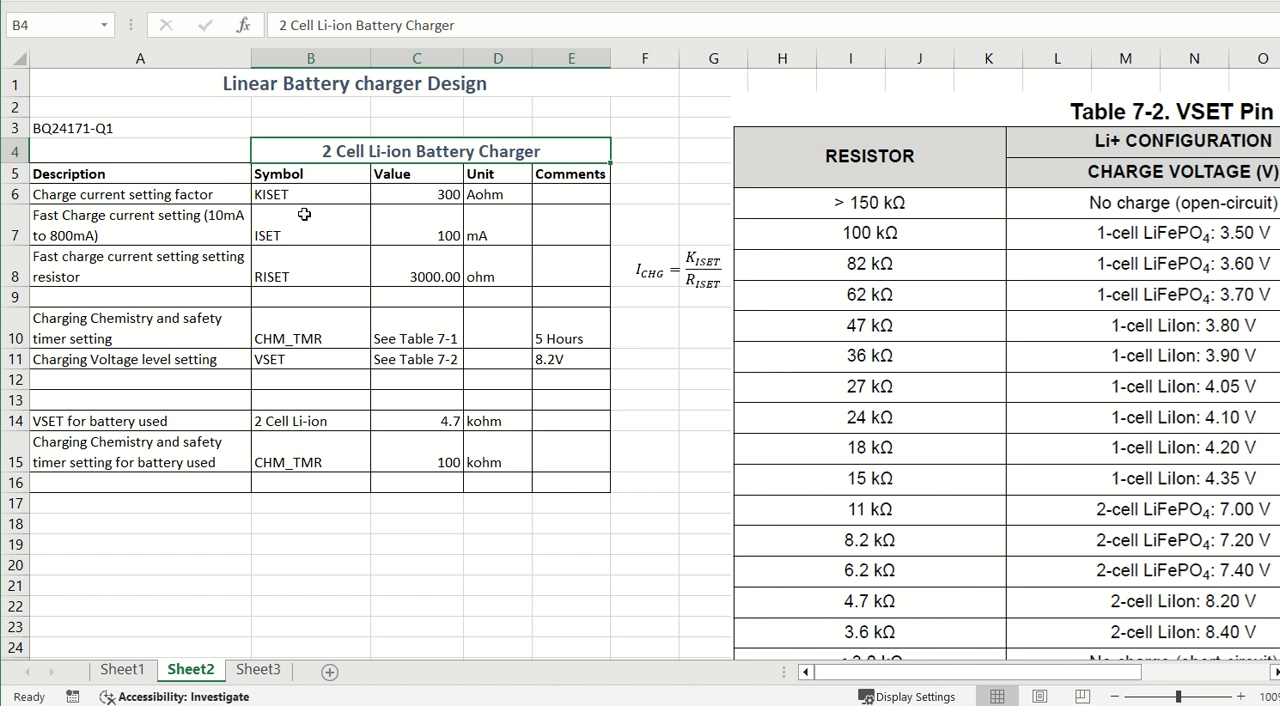 B4
fx
2 Cell Li-ion Battery Charger
A B C D E F G H I J K L M N O
1 Linear Battery charger Design
2
3 BQ24171-Q1
4 2 Cell Li-ion Battery Charger
5 Description Symbol Value Unit Comments
6 Charge current setting factor KISET 300 Aohm
Fast Charge current setting (10mA
7 to 800mA) ISET 100 mA
Fast charge current setting setting
8 resistor RISET 3000.00 ohm
9
Charging Chemistry and safety
10 timer setting CHM_TMR See Table 7-1 5 Hours
11 Charging Voltage level setting VSET See Table 7-2 8.2V
12
13
14 VSET for battery used 2 Cell Li-ion 4.7 kohm
Charging Chemistry and safety
15 timer setting for battery used CHM_TMR 100 kohm
16
17
18
19
20
21
22
23
24
I_CHG = K_ISET / R_ISET
Table 7-2. VSET Pin
RESISTOR
Li+ CONFIGURATION
CHARGE VOLTAGE (V)
> 150 kΩ No charge (open-circuit)
100 kΩ 1-cell LiFePO₄: 3.50 V
82 kΩ 1-cell LiFePO₄: 3.60 V
62 kΩ 1-cell LiFePO₄: 3.70 V
47 kΩ 1-cell LiIon: 3.80 V
36 kΩ 1-cell LiIon: 3.90 V
27 kΩ 1-cell LiIon: 4.05 V
24 kΩ 1-cell LiIon: 4.10 V
18 kΩ 1-cell LiIon: 4.20 V
15 kΩ 1-cell LiIon: 4.35 V
11 kΩ 2-cell LiFePO₄: 7.00 V
8.2 kΩ 2-cell LiFePO₄: 7.20 V
6.2 kΩ 2-cell LiFePO₄: 7.40 V
4.7 kΩ 2-cell LiIon: 8.20 V
3.6 kΩ 2-cell LiIon: 8.40 V
Sheet1 Sheet2 Sheet3
Ready Accessibility: Investigate Display Settings 100